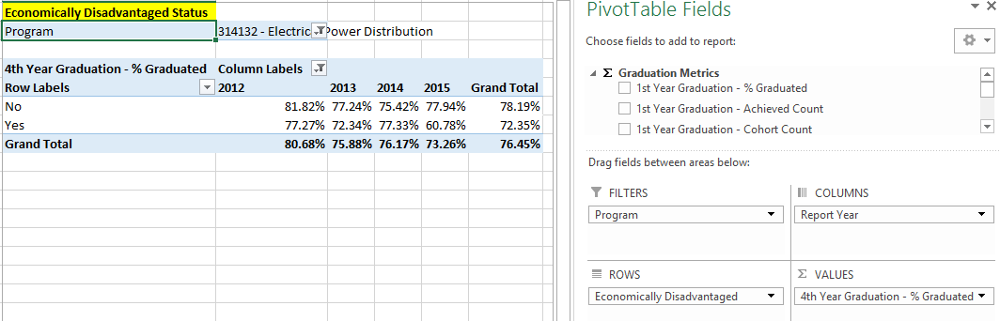 Economically Disadvantaged Status
Program 314132 - Electric Power Distribution
4th Year Graduation - % Graduated Column Labels
Row Labels 2012 2013 2014 2015 Grand Total
No 81.82% 77.24% 75.42% 77.94% 78.19%
Yes 77.27% 72.34% 77.33% 60.78% 72.35%
Grand Total 80.68% 75.88% 76.17% 73.26% 76.45%
PivotTable Fields
Choose fields to add to report:
Σ Graduation Metrics
1st Year Graduation - % Graduated
1st Year Graduation - Achieved Count
1st Year Graduation - Cohort Count
Drag fields between areas below:
FILTERS
Program
COLUMNS
Report Year
ROWS
Economically Disadvantaged
Σ VALUES
4th Year Graduation - % Graduated